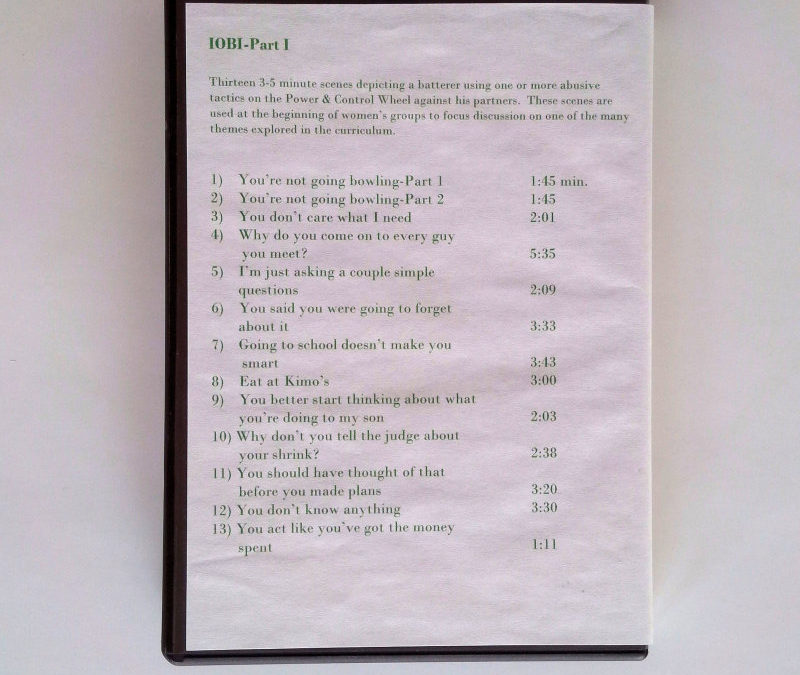 IOBI-Part I
Thirteen 3-5 minute scenes depicting a batterer using one or more abusive
tactics on the Power & Control Wheel against his partners. These scenes are
used at the beginning of women's groups to focus discussion on one of the many
themes explored in the curriculum.
1) You're not going bowling-Part 1 1:45 min.
2) You're not going bowling-Part 2 1:45
3) You don't care what I need 2:01
4) Why do you come on to every guy
you meet? 5:35
5) I'm just asking a couple simple
questions 2:09
6) You said you were going to forget
about it 3:33
7) Going to school doesn't make you
smart 3:43
8) Eat at Kimo's 3:00
9) You better start thinking about what
you're doing to my son 2:03
10) Why don't you tell the judge about
your shrink? 2:38
11) You should have thought of that
before you made plans 3:20
12) You don't know anything 3:30
13) You act like you've got the money
spent 1:11